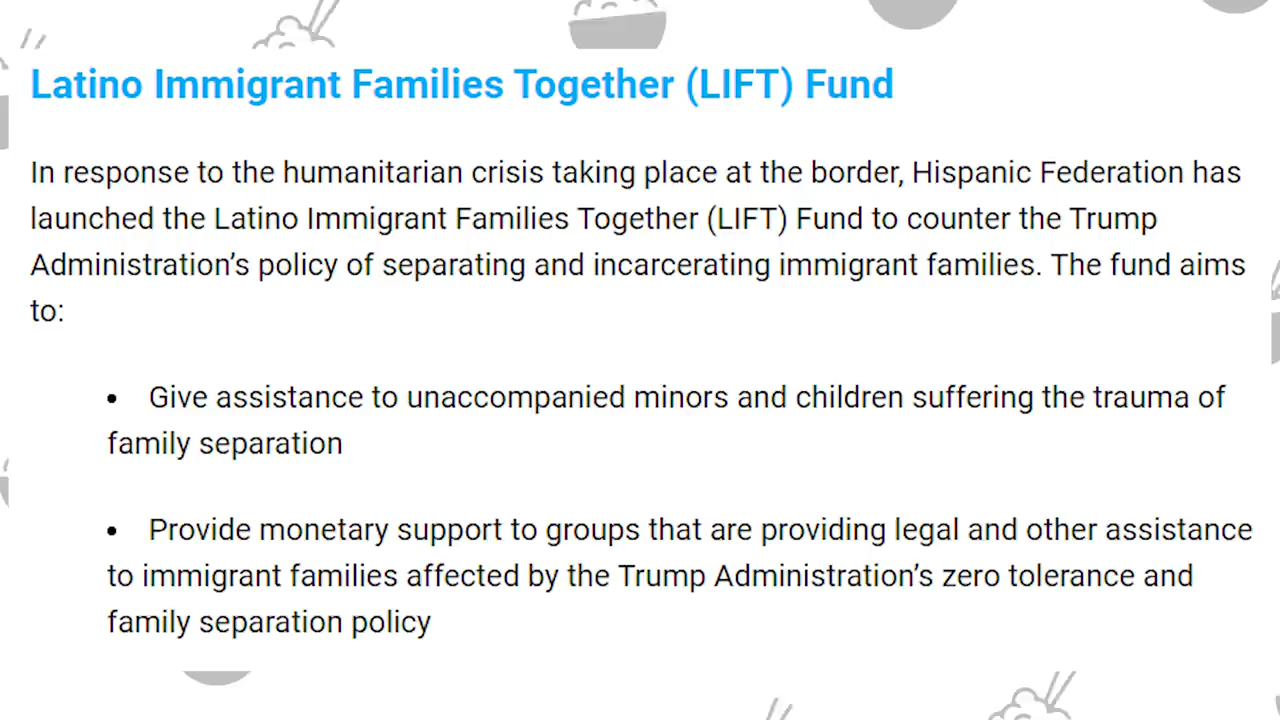 Latino Immigrant Families Together (LIFT) Fund
In response to the humanitarian crisis taking place at the border, Hispanic Federation has
launched the Latino Immigrant Families Together (LIFT) Fund to counter the Trump
Administration’s policy of separating and incarcerating immigrant families. The fund aims
to:
• Give assistance to unaccompanied minors and children suffering the trauma of
family separation
• Provide monetary support to groups that are providing legal and other assistance
to immigrant families affected by the Trump Administration’s zero tolerance and
family separation policy